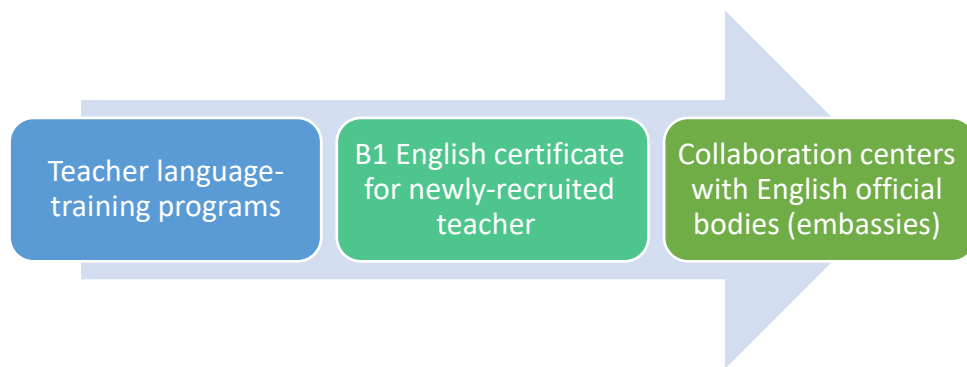 Teacher language-
training programs
B1 English certificate
for newly-recruited
teacher
Collaboration centers
with English official
bodies (embassies)